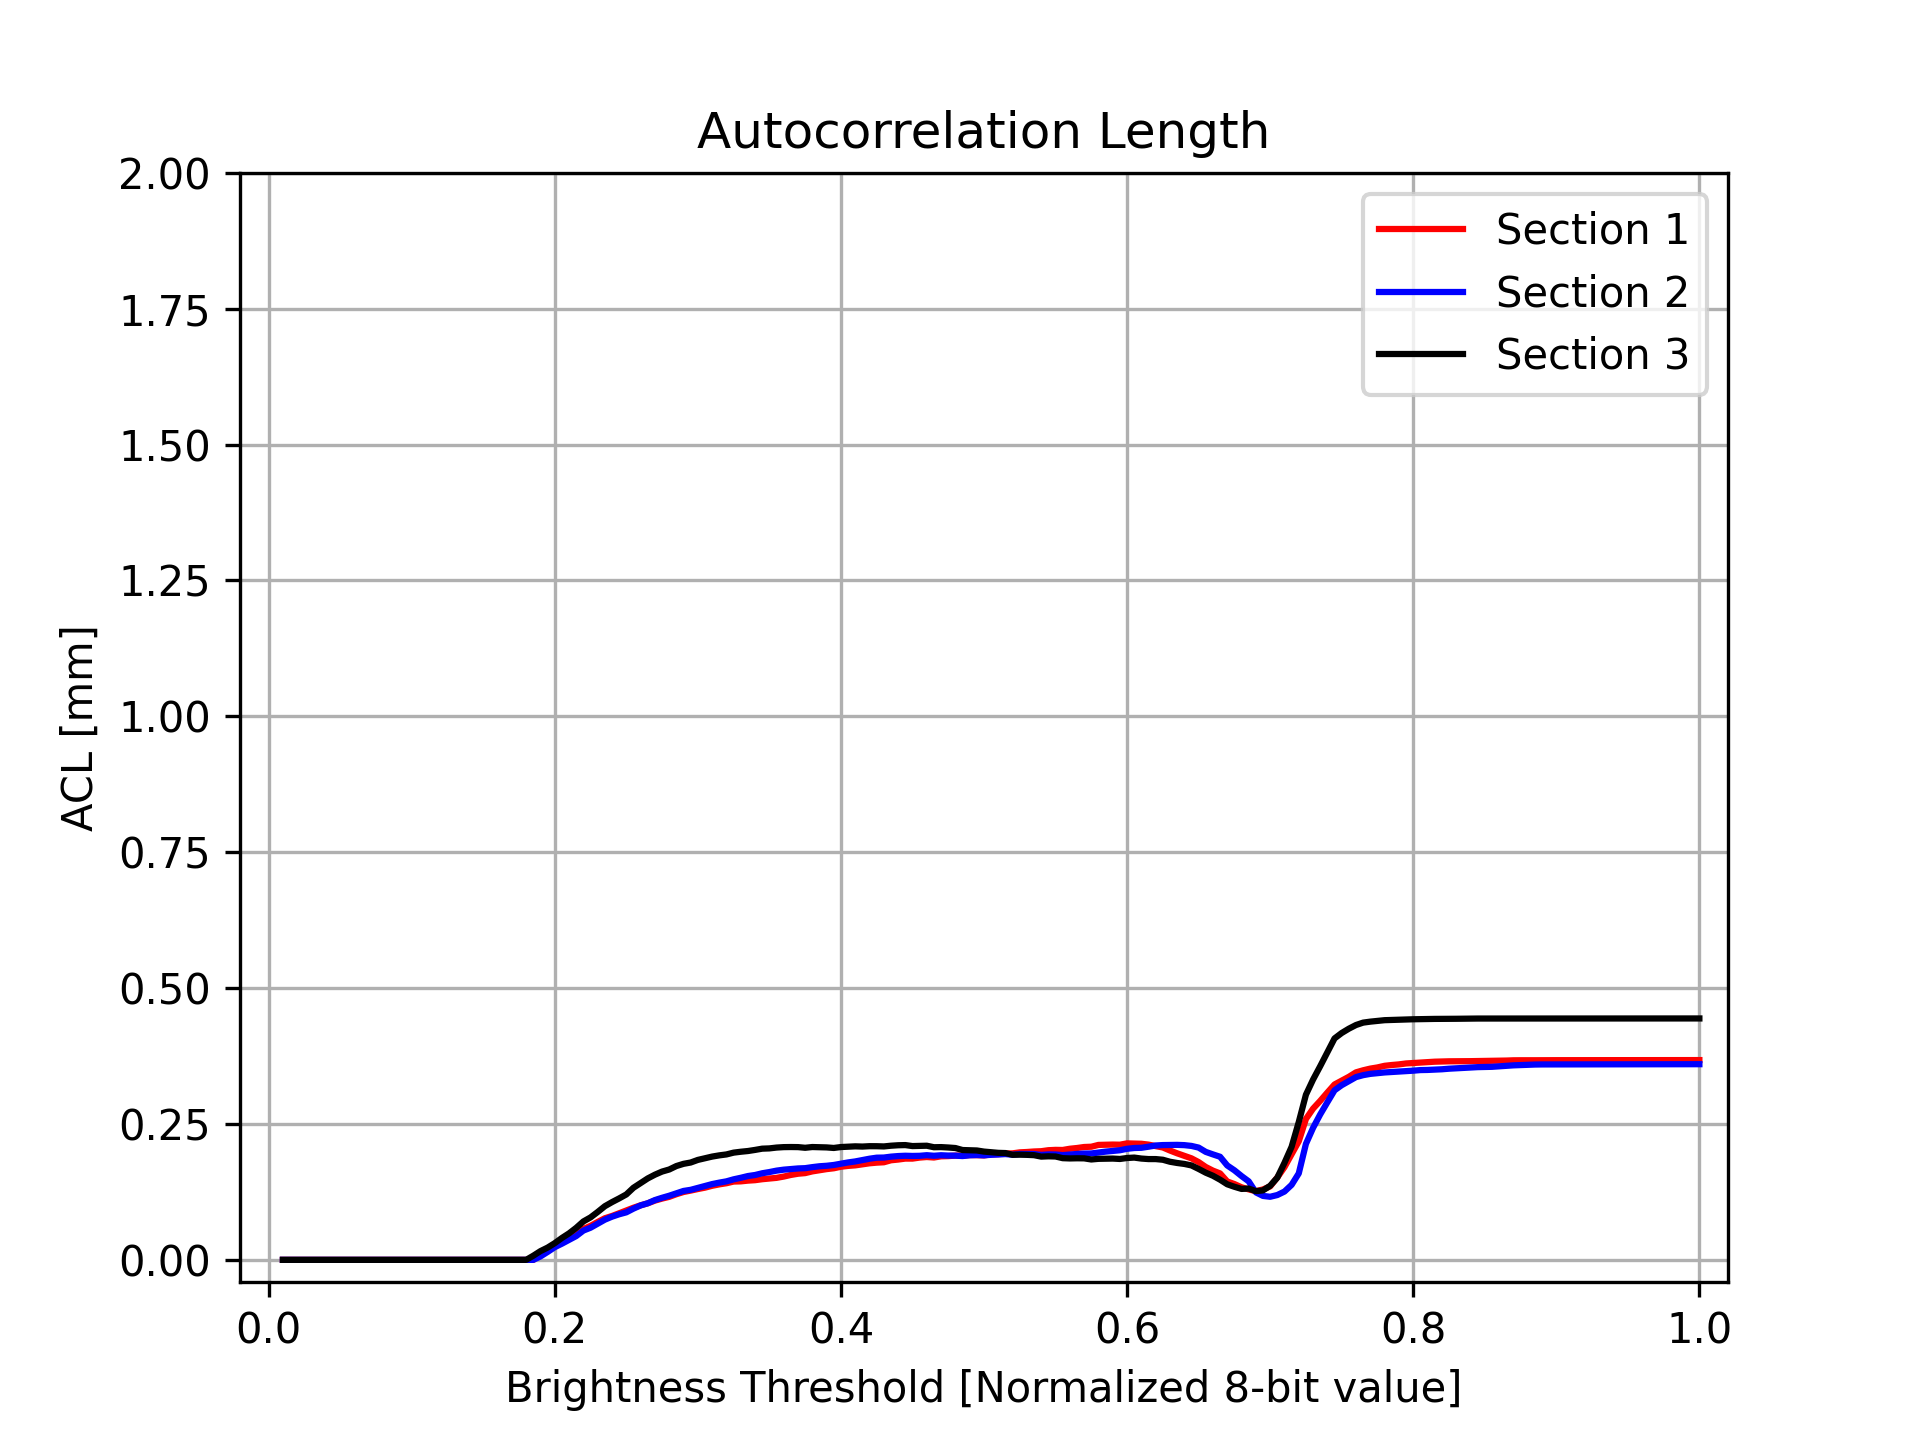 Autocorrelation Length
2.00
1.75
1.50
1.25
1.00
0.75
0.50
0.25
0.00
ACL [mm]
Section 1
Section 2
Section 3
0.0 0.2 0.4 0.6 0.8 1.0
Brightness Threshold [Normalized 8-bit value]